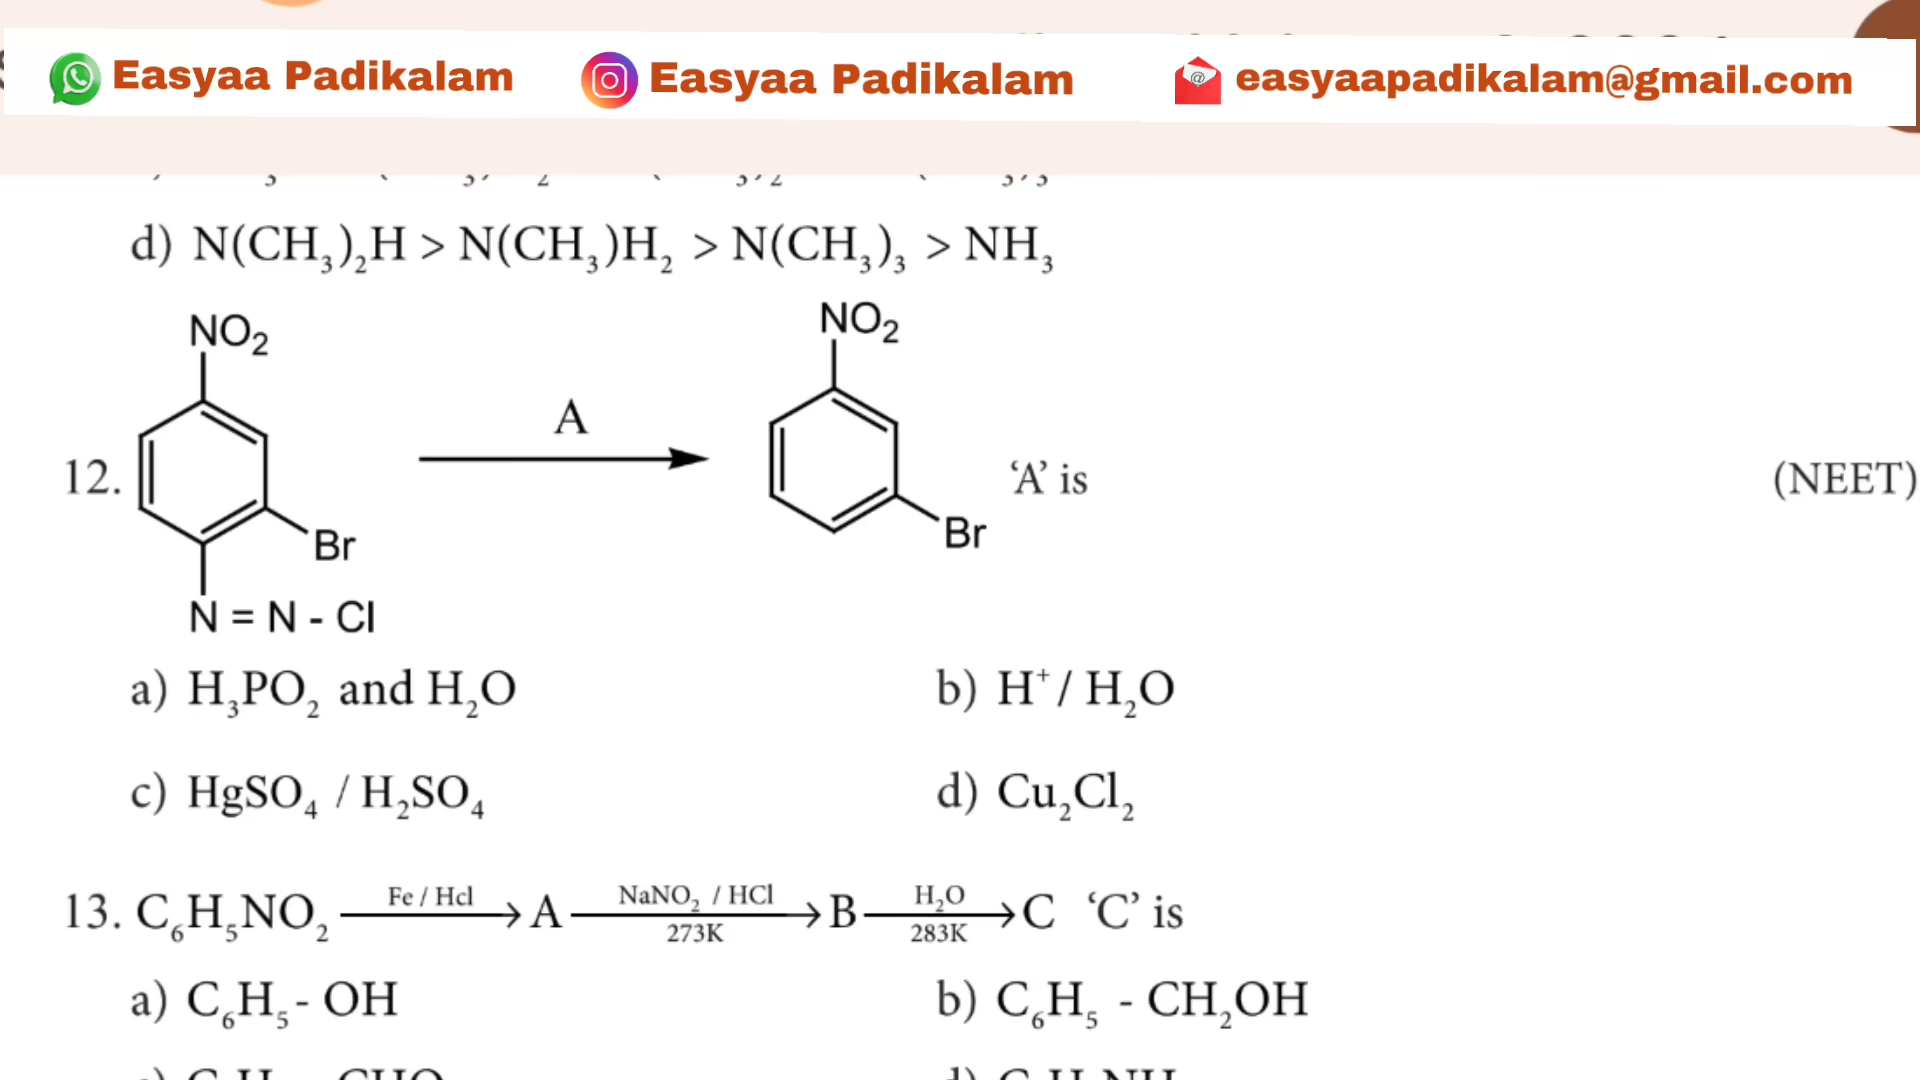 Easyaa Padikalam Easyaa Padikalam easyaapadikalam@gmail.com
d) N(CH₃)₂H > N(CH₃)H₂ > N(CH₃)₃ > NH₃
NO₂ NO₂
A
12. 'A' is (NEET)
Br Br
N = N - Cl
a) H₃PO₂ and H₂O b) H⁺/ H₂O
c) HgSO₄ / H₂SO₄ d) Cu₂Cl₂
Fe / Hcl NaNO₂ / HCl H₂O
13. C₆H₅NO₂ → A → B → C 'C' is
273K 283K
a) C₆H₅- OH b) C₆H₅ - CH₂OH